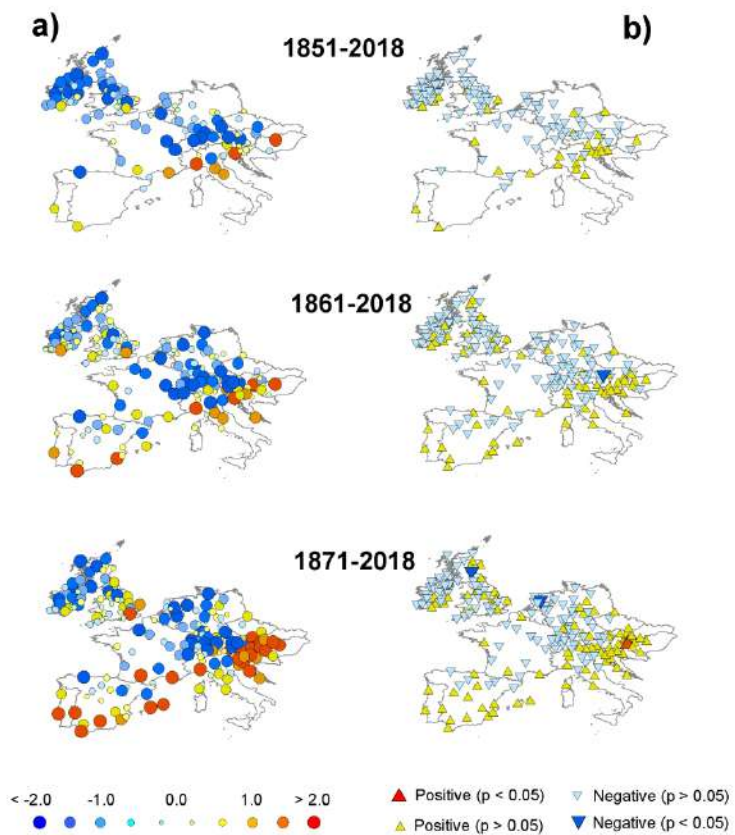 a) b)
1851-2018
1861-2018
1871-2018
< -2.0 -1.0 0.0 1.0 > 2.0
Positive (p < 0.05) Negative (p > 0.05)
Positive (p > 0.05) Negative (p < 0.05)